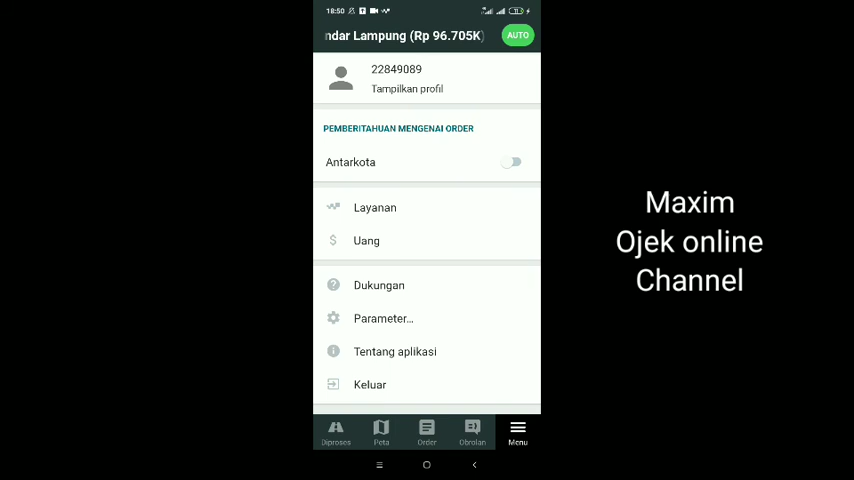 18:50
ndar Lampung (Rp 96.705K)
AUTO
22849089
Tampilkan profil
PEMBERITAHUAN MENGENAI ORDER
Antarkota
Layanan
Uang
Dukungan
Parameter...
Tentang aplikasi
Keluar
Diproses Peta Order Obrolan Menu
Maxim
Ojek online
Channel